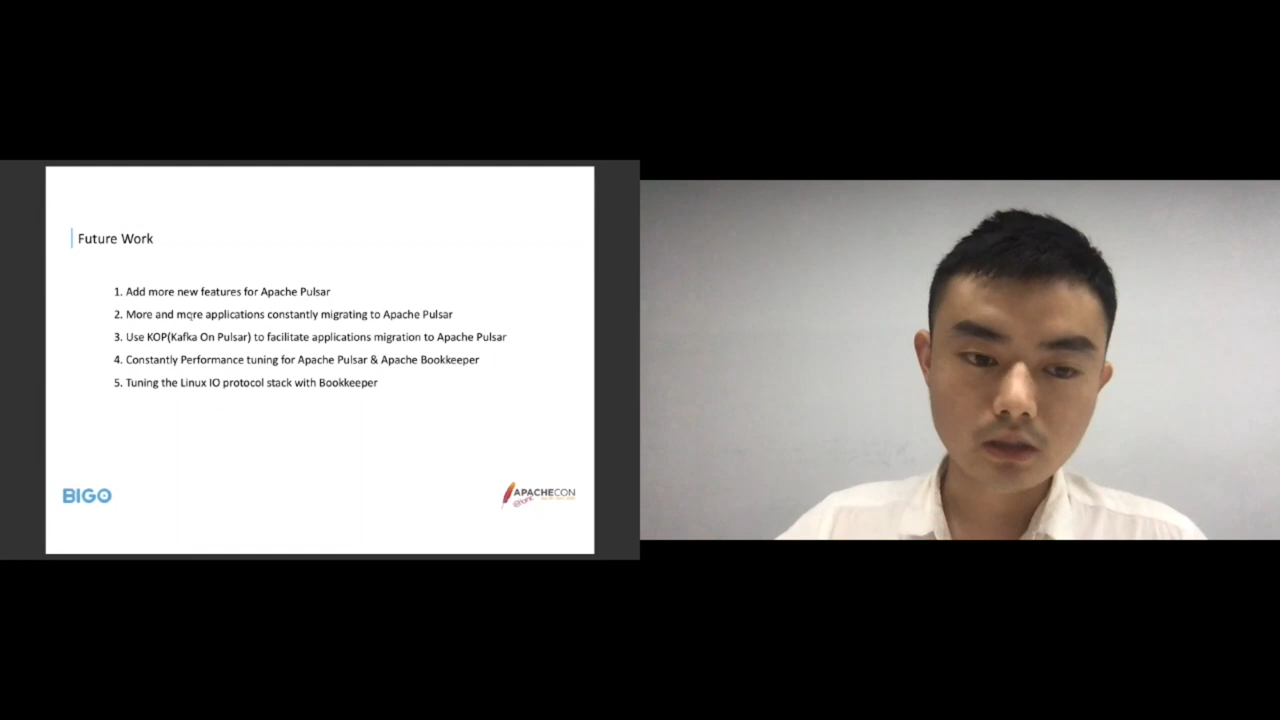 Future Work
1. Add more new features for Apache Pulsar
2. More and more applications constantly migrating to Apache Pulsar
3. Use KOP(Kafka On Pulsar) to facilitate applications migration to Apache Pulsar
4. Constantly Performance tuning for Apache Pulsar & Apache Bookkeeper
5. Tuning the Linux IO protocol stack with Bookkeeper
BIGO
APACHECON
@home